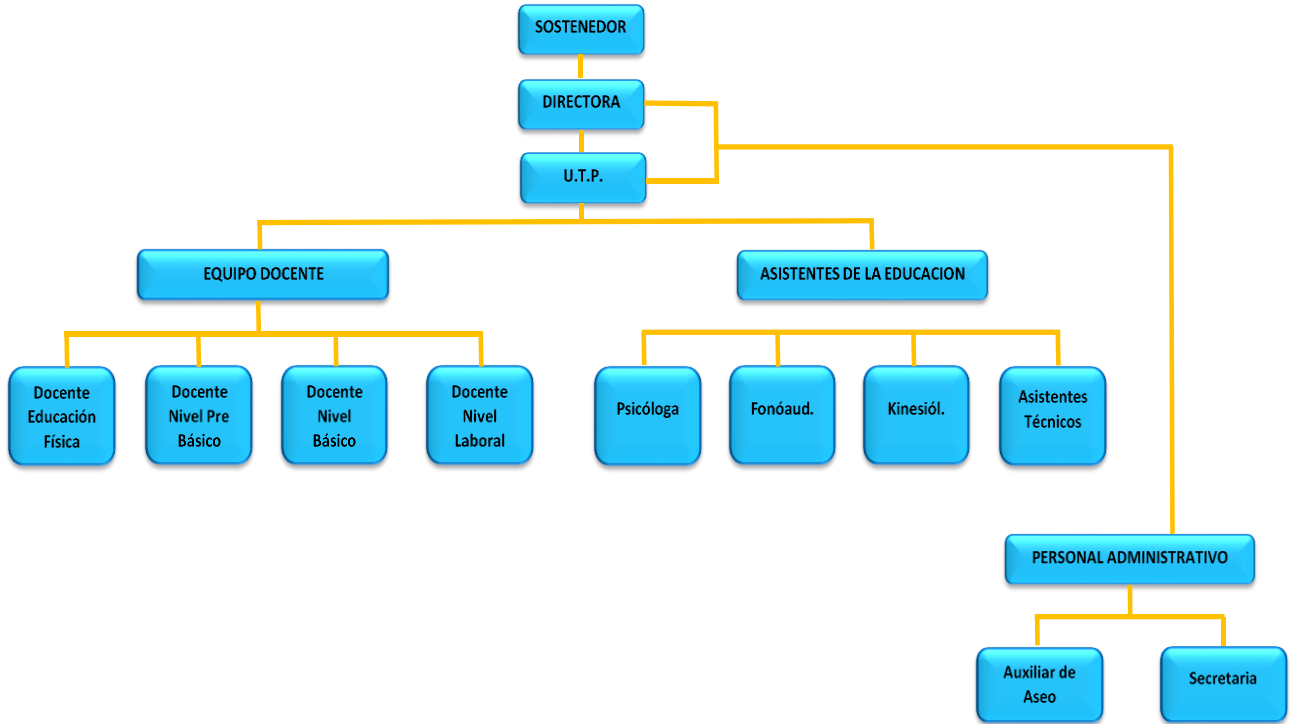 SOSTENEDOR
DIRECTORA
U.T.P.
EQUIPO DOCENTE
ASISTENTES DE LA EDUCACION
Docente
Educación
Física
Docente
Nivel Pre
Básico
Docente
Nivel
Básico
Docente
Nivel
Laboral
Psicóloga
Fonóaud.
Kinesiól.
Asistentes
Técnicos
PERSONAL ADMINISTRATIVO
Auxiliar de
Aseo
Secretaria